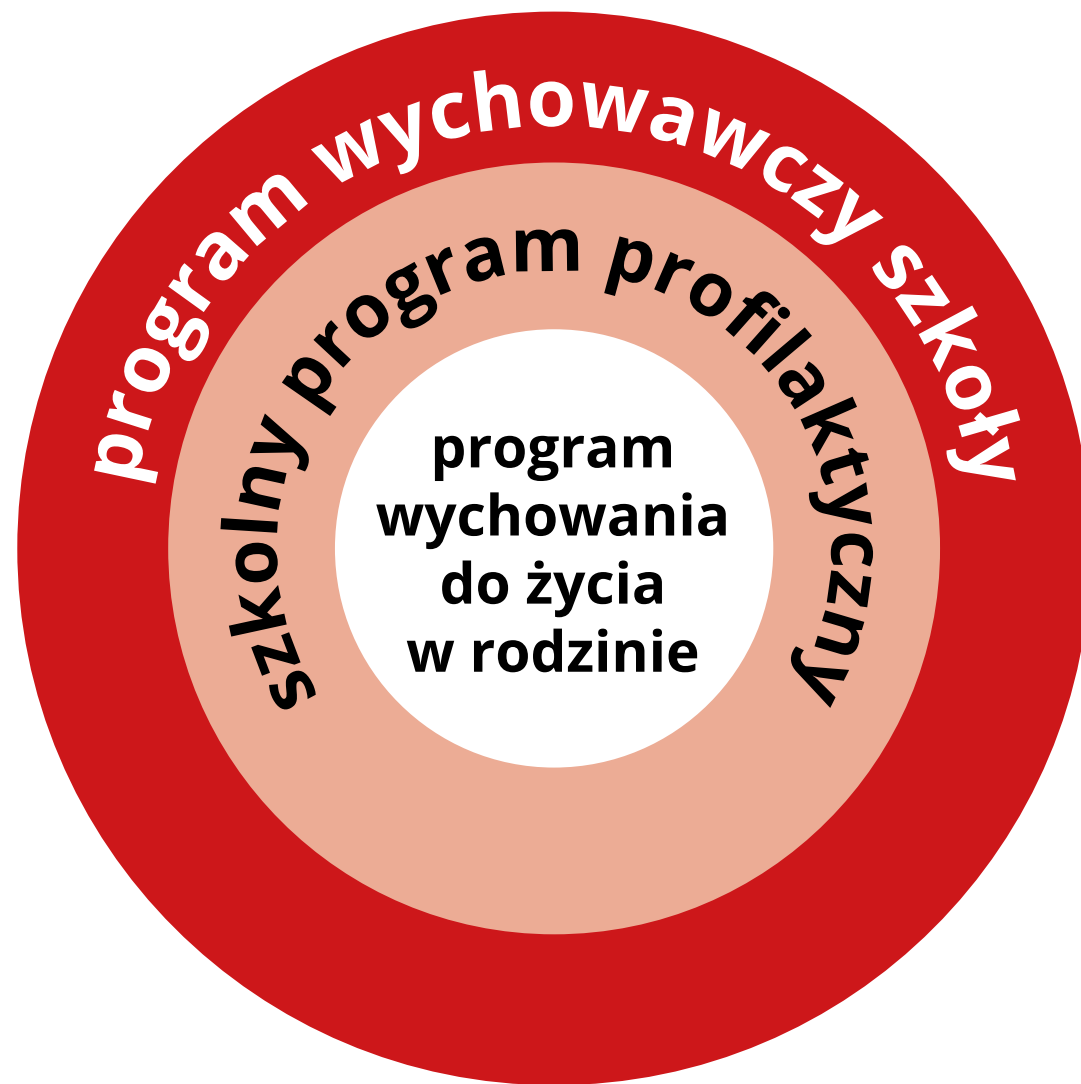 program wychowawczy szkoły
szkolny program profilaktyczny
program
wychowania
do życia
w rodzinie